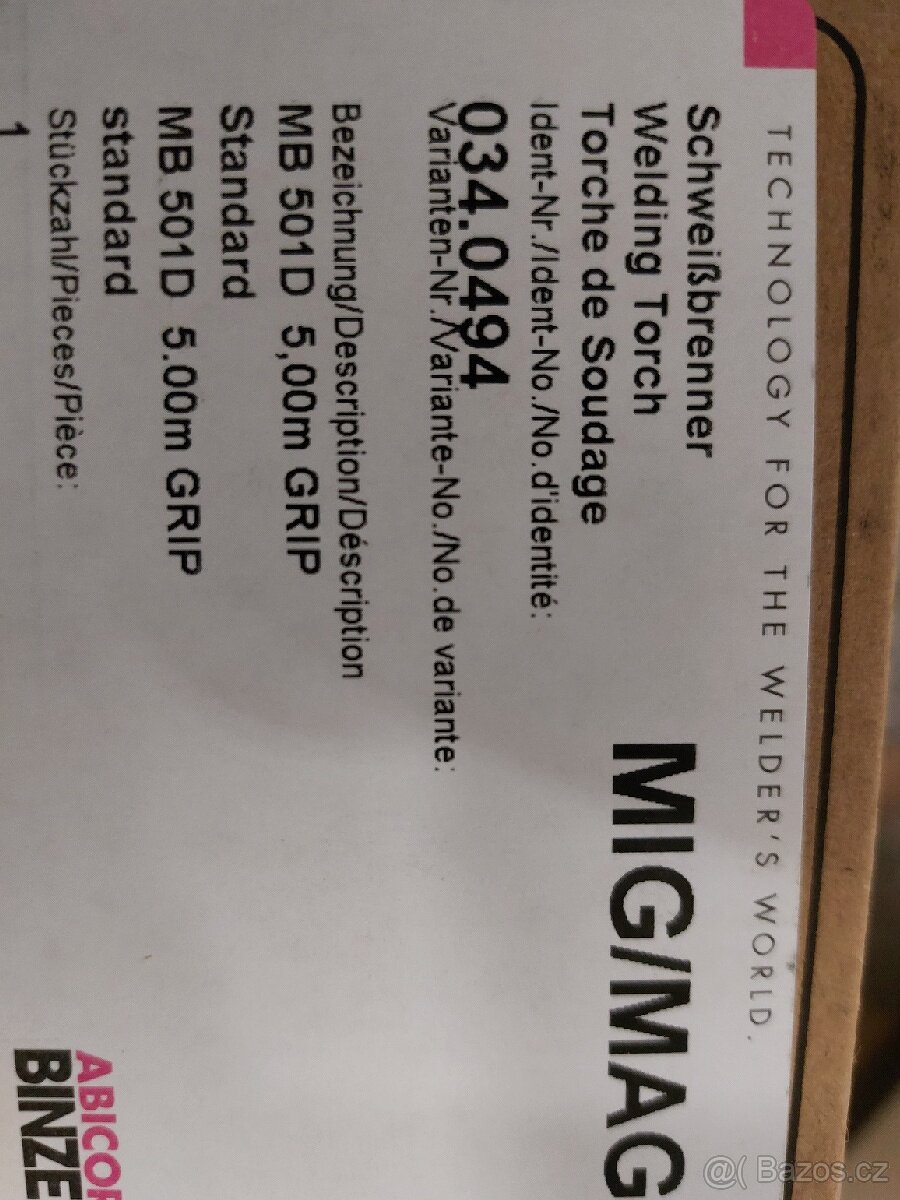 TECHNOLOGY FOR THE WELDER'S WORLD.
Schweißbrenner
Welding Torch
Torche de Soudage
MIG/MAG
Ident-Nr./Ident-No./No.d'identité:
034.0494
Varianten-Nr./Variante-No./No.de variante:
Bezeichnung/Description/Déscription
MB 501D 5,00m GRIP
Standard
MB 501D 5.00m GRIP
standard
Stückzahl/Pieces/Pièce:
1
ABICOR
BINZE
@( Bazos.cz